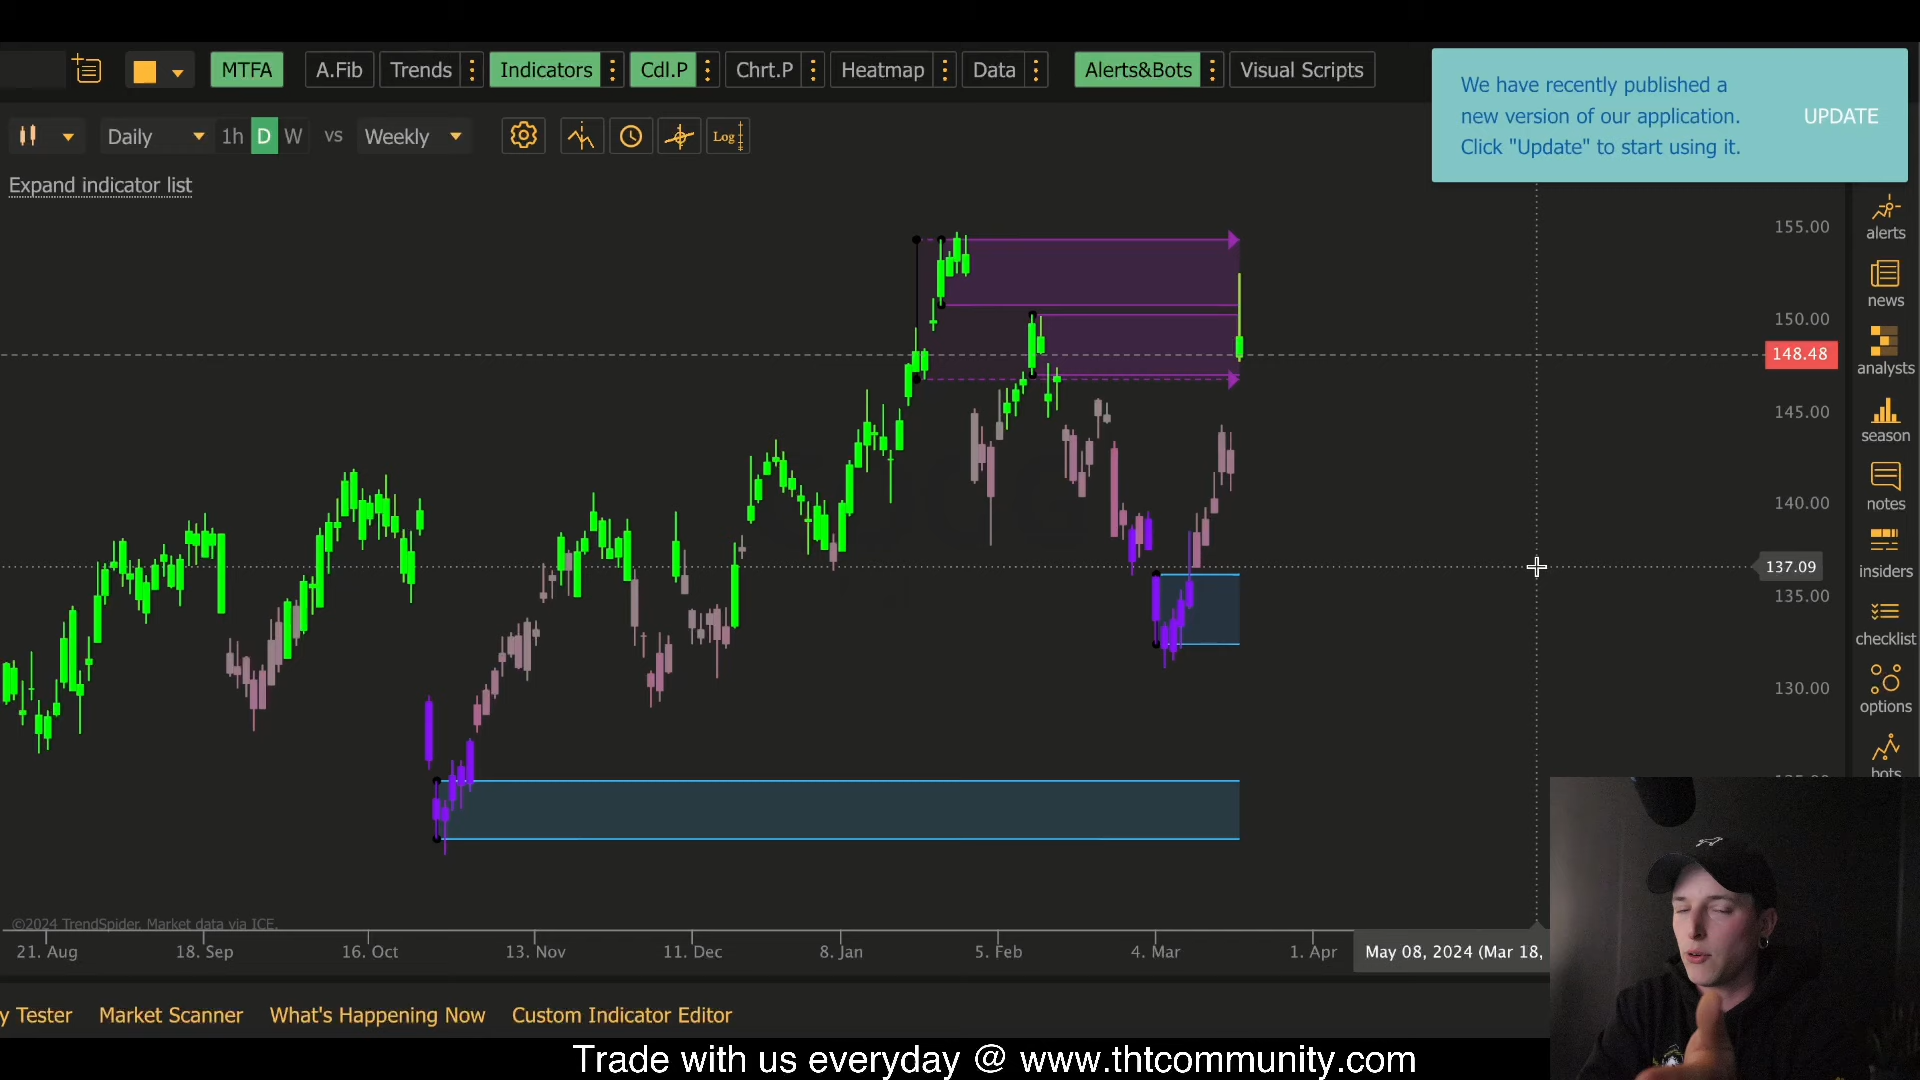 MTFA A.Fib Trends Indicators Cdl.P Chrt.P Heatmap Data Alerts&Bots Visual Scripts
We have recently published a
new version of our application.
Click "Update" to start using it.
UPDATE
Daily 1h D W vs Weekly Log
Expand indicator list
155.00
150.00
148.48
145.00
140.00
137.09
135.00
130.00
alerts
news
analysts
season
notes
insiders
checklist
options
bots
©2024 TrendSpider. Market data via ICE.
21. Aug 18. Sep 16. Oct 13. Nov 11. Dec 8. Jan 5. Feb 4. Mar 1. Apr May 08, 2024 (Mar 18,
y Tester Market Scanner What's Happening Now Custom Indicator Editor
Trade with us everyday @ www.thtcommunity.com